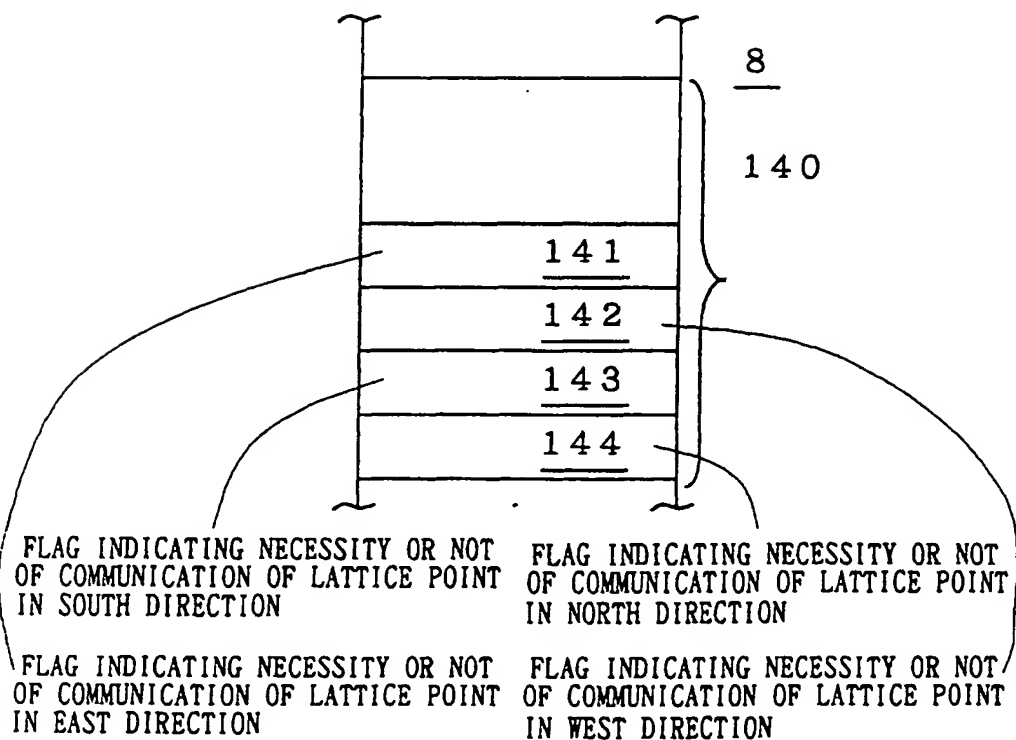 8
140
141
142
143
144
FLAG INDICATING NECESSITY OR NOT
OF COMMUNICATION OF LATTICE POINT
IN SOUTH DIRECTION
FLAG INDICATING NECESSITY OR NOT
OF COMMUNICATION OF LATTICE POINT
IN NORTH DIRECTION
FLAG INDICATING NECESSITY OR NOT
OF COMMUNICATION OF LATTICE POINT
IN EAST DIRECTION
FLAG INDICATING NECESSITY OR NOT
OF COMMUNICATION OF LATTICE POINT
IN WEST DIRECTION